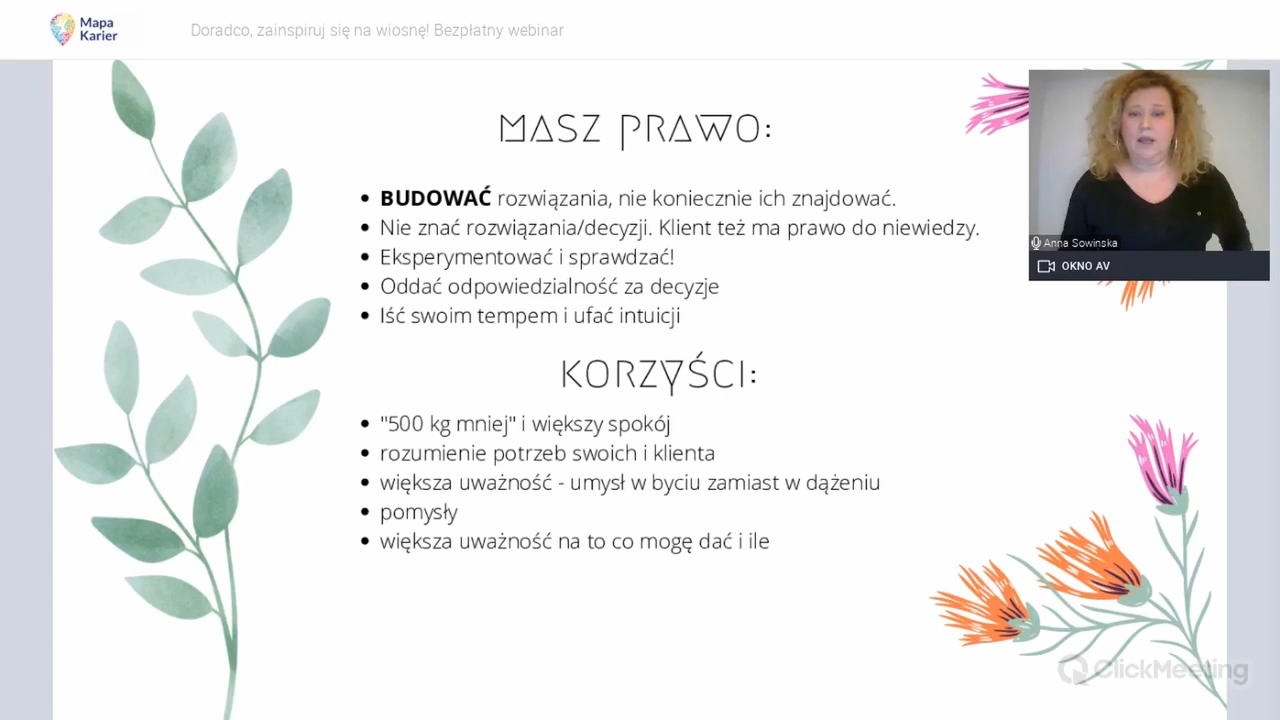 Mapa
Karier
Doradco, zainspiruj się na wiosnę! Bezpłatny webinar
MASZ PRAWO:
• BUDOWAĆ rozwiązania, nie koniecznie ich znajdować.
• Nie znać rozwiązania/decyzji. Klient też ma prawo do niewiedzy.
• Eksperymentować i sprawdzać!
• Oddać odpowiedzialność za decyzje
• Iść swoim tempem i ufać intuicji
KORZYŚCI:
• "500 kg mniej" i większy spokój
• rozumienie potrzeb swoich i klienta
• większa uważność - umysł w byciu zamiast w dążeniu
• pomysły
• większa uważność na to co mogę dać i ile
Anna Sowinska
OKNO AV
ClickMeeting